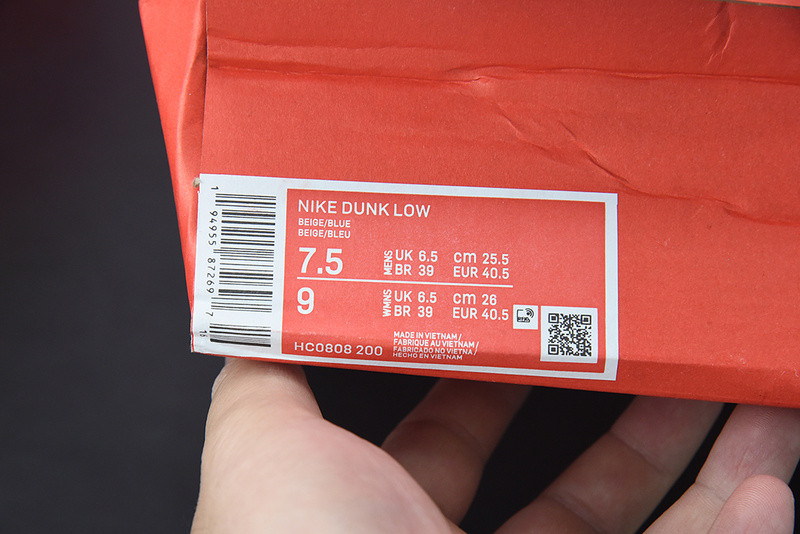 NIKE DUNK LOW
BEIGE/BLUE
BEIGE/BLEU
7.5 MENS UK 6.5 cm 25.5
BR 39 EUR 40.5
9 WMNS UK 6.5 cm 26
BR 39 EUR 40.5
HC0808 200
MADE IN VIETNAM /
FABRIQUE AU VIETNAM /
FABRICADO NO VIETNA /
HECHO EN VIETNAM
1 94955 87269 7